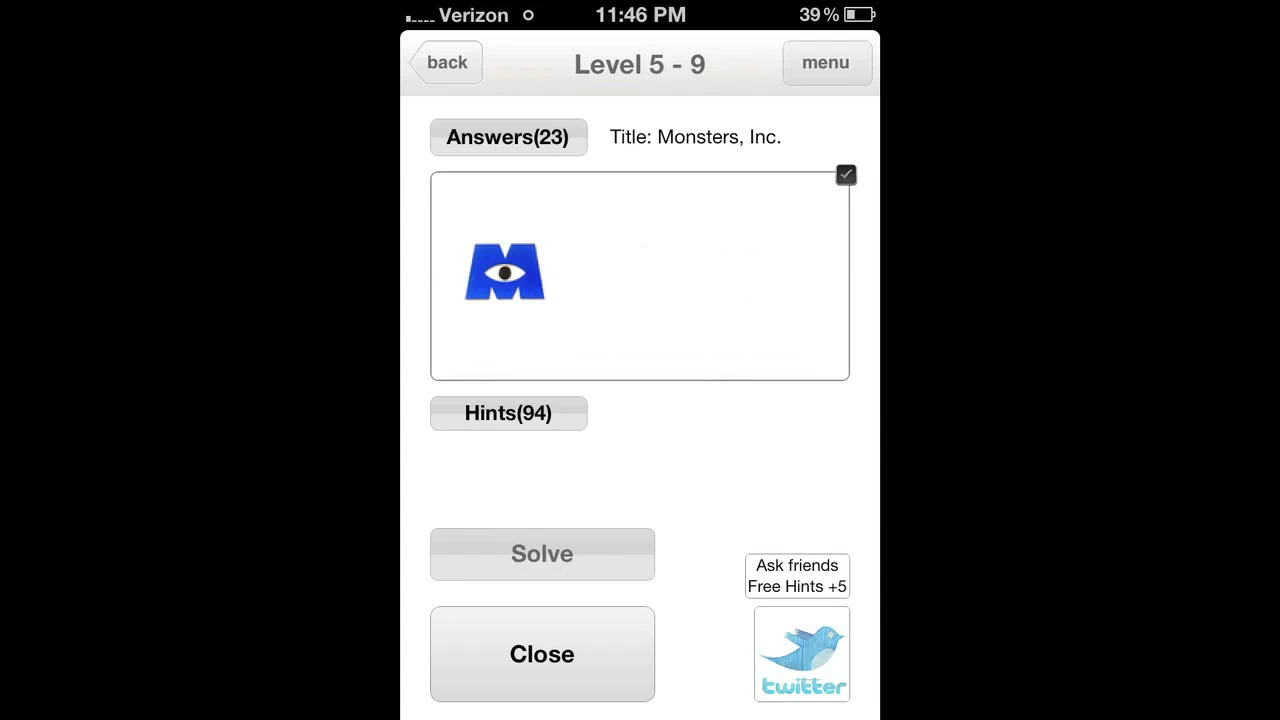 Verizon 11:46 PM 39%
back Level 5 - 9 menu
Answers(23) Title: Monsters, Inc.
M
Hints(94)
Solve
Ask friends
Free Hints +5
Close
twitter